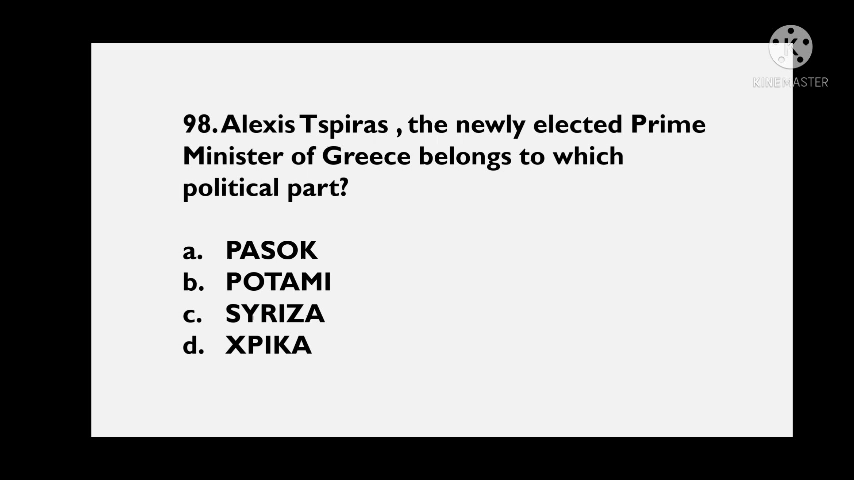 KINEMASTER
98. Alexis Tspiras , the newly elected Prime
Minister of Greece belongs to which
political part?
a. PASOK
b. POTAMI
c. SYRIZA
d. XPIKA